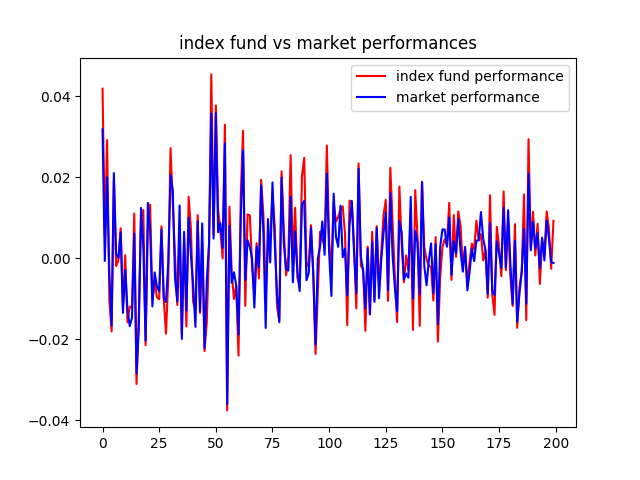 index fund vs market performances
index fund performance
market performance
0.04
0.02
0.00
−0.02
−0.04
0 25 50 75 100 125 150 175 200